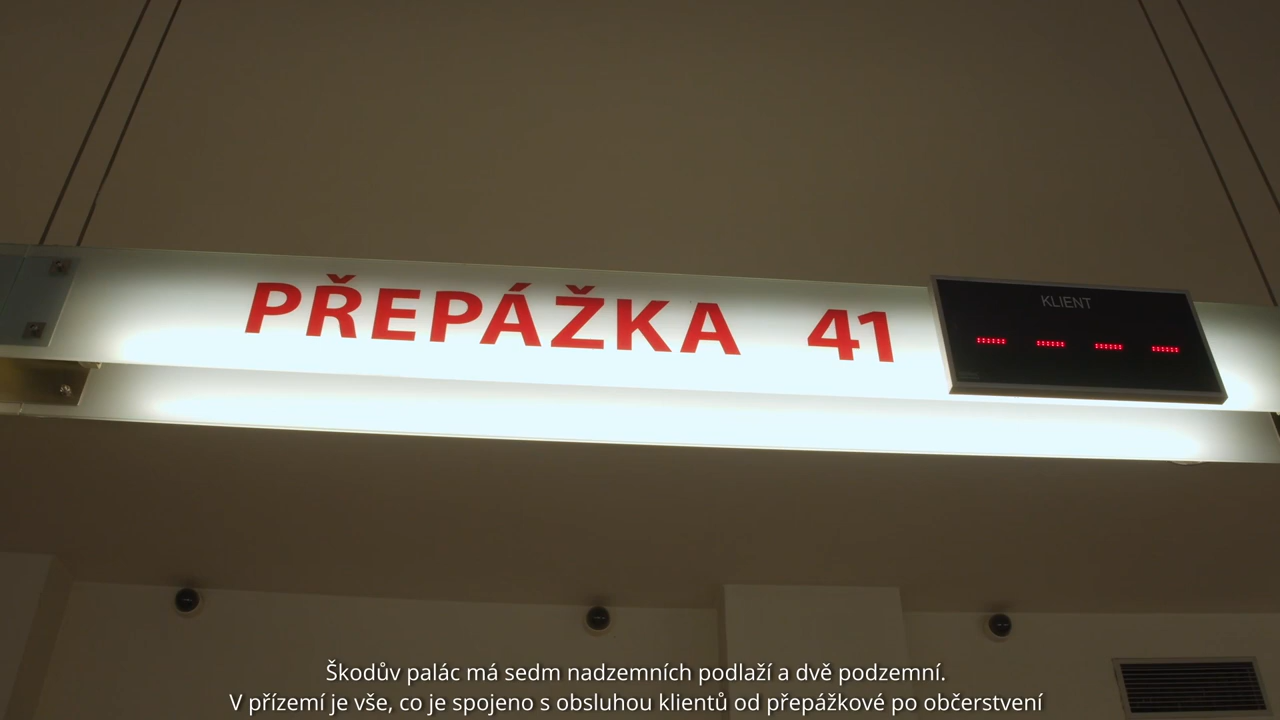 PŘEPÁŽKA 41
KLIENT
Škodův palác má sedm nadzemních podlaží a dvě podzemní.
V přízemí je vše, co je spojeno s obsluhou klientů od přepážkové po občerstvení